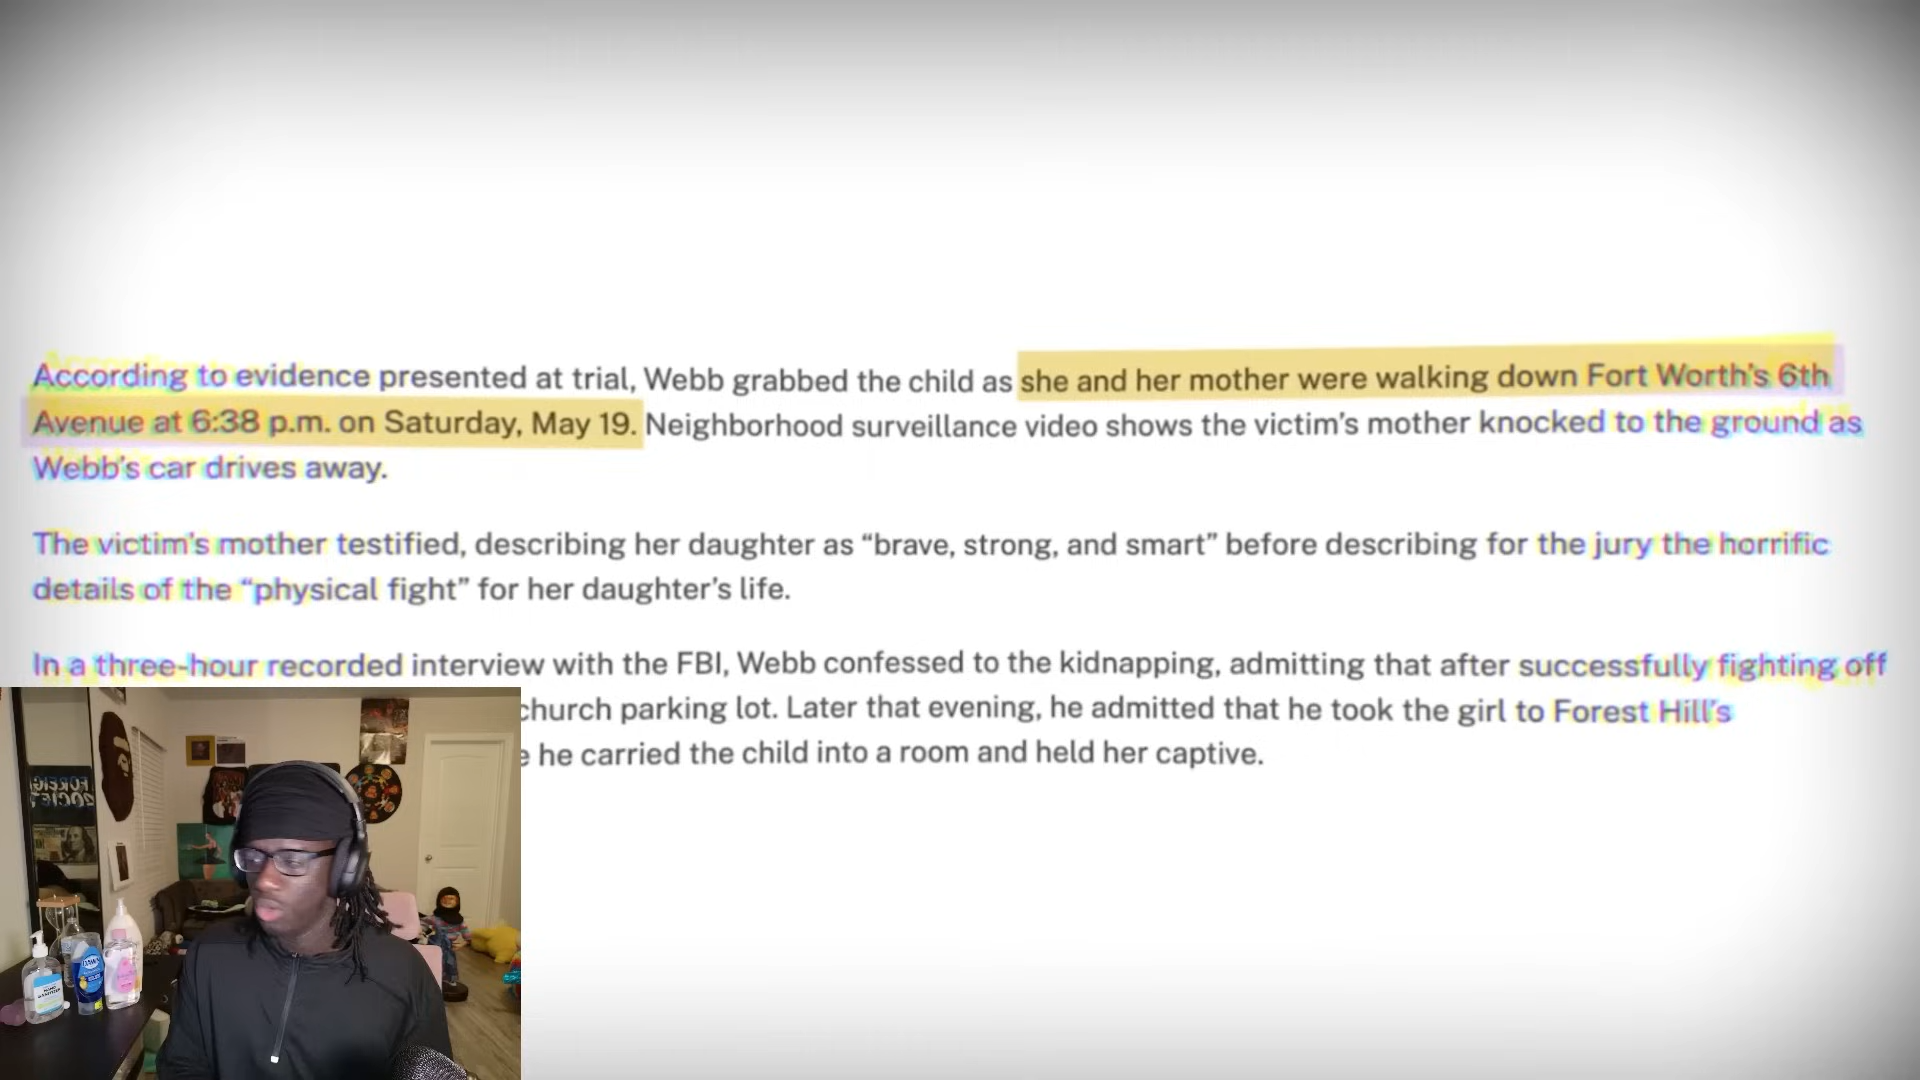 According to evidence presented at trial, Webb grabbed the child as she and her mother were walking down Fort Worth's 6th
Avenue at 6:38 p.m. on Saturday, May 19. Neighborhood surveillance video shows the victim's mother knocked to the ground as
Webb's car drives away.
The victim's mother testified, describing her daughter as “brave, strong, and smart” before describing for the jury the horrific
details of the “physical fight” for her daughter's life.
In a three-hour recorded interview with the FBI, Webb confessed to the kidnapping, admitting that after successfully fighting off
church parking lot. Later that evening, he admitted that he took the girl to Forest Hill's
he carried the child into a room and held her captive.
DAWN